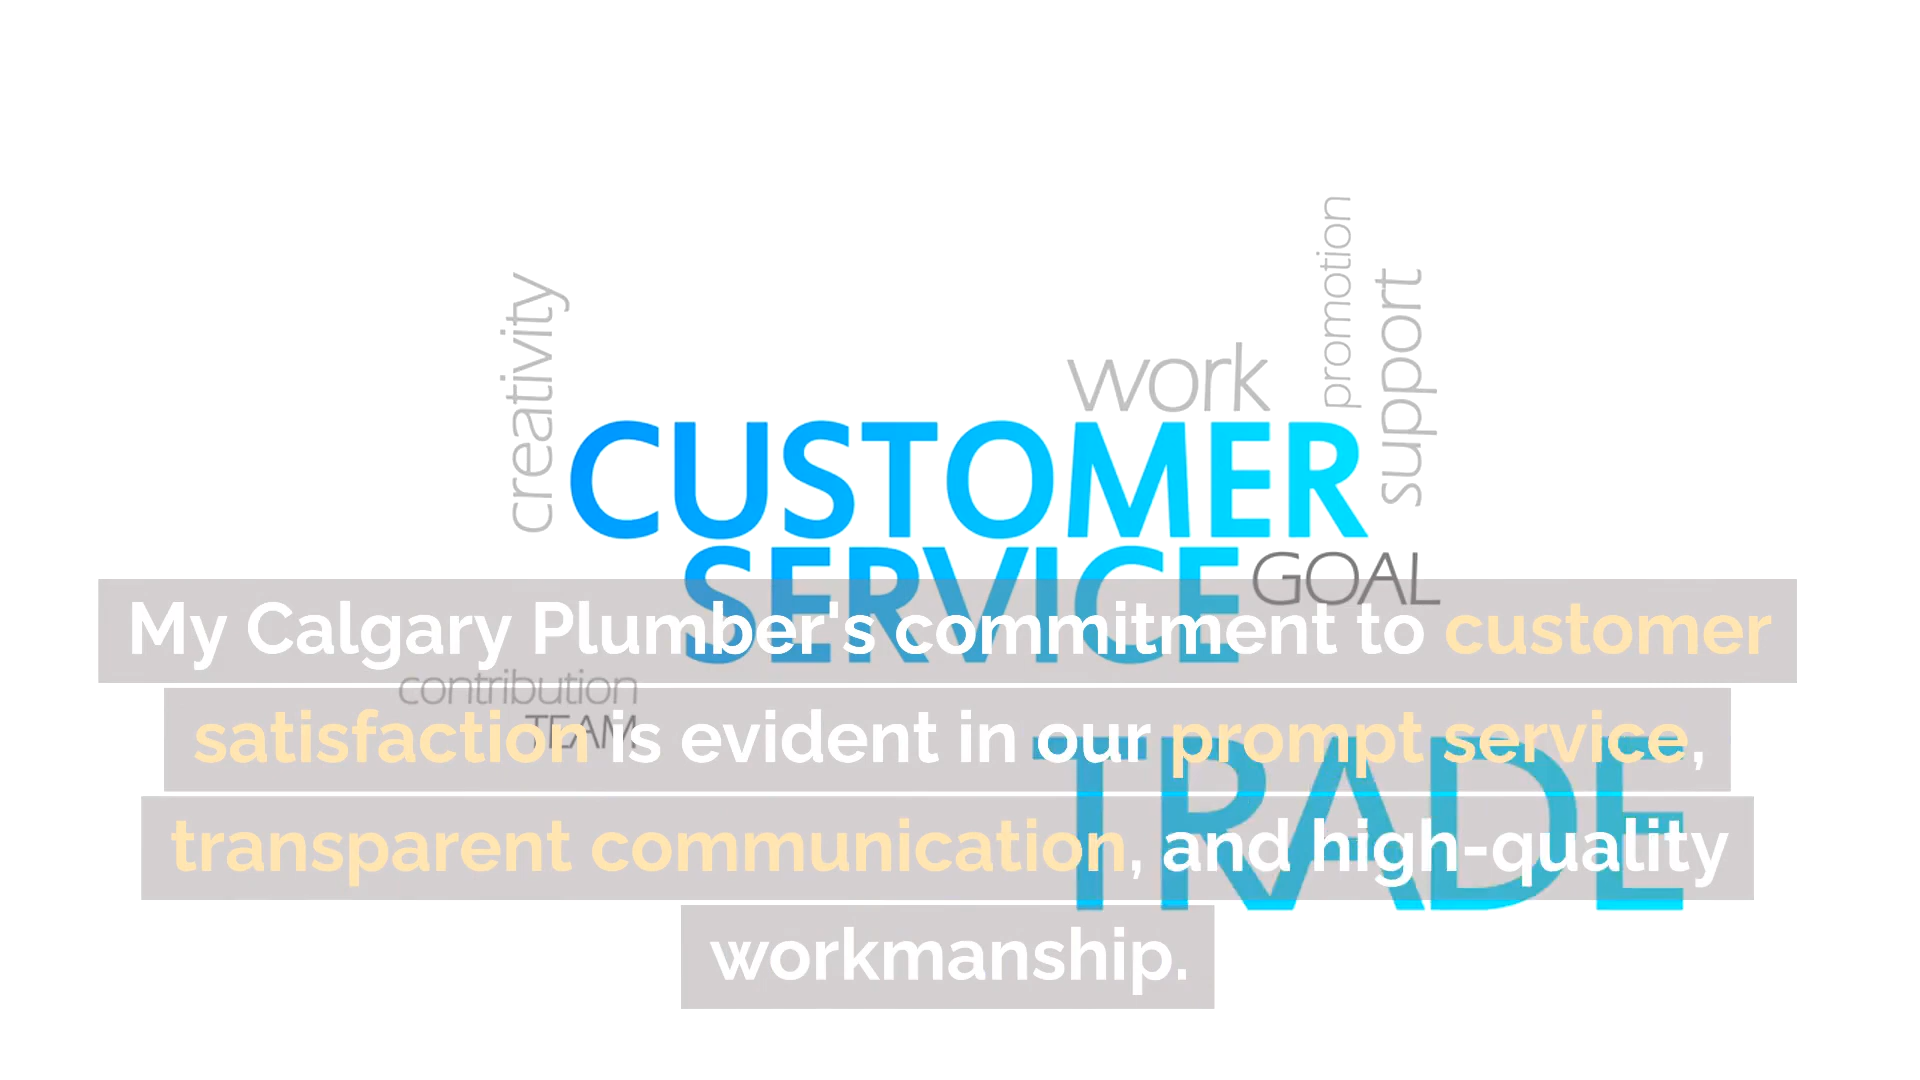 promotion
creativity
support
work
CUSTOMER
SERVICE
GOAL
My Calgary Plumber's commitment to customer
contribution
TEAM
satisfaction is evident in our prompt service,
TRADE
transparent communication, and high-quality
workmanship.